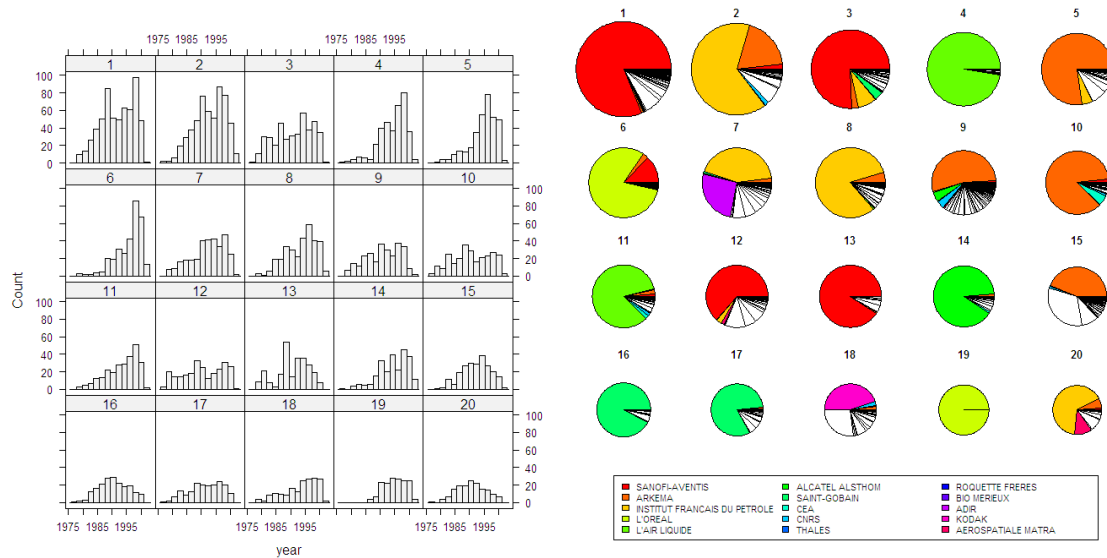 1975 1985 1995
1975 1985 1995
1 2 3 4 5
100
80
60
40
20
0
6 7 8 9 10
100
80
60
40
20
0
11 12 13 14 15
100
80
60
40
20
0
16 17 18 19 20
100
80
60
40
20
0
Count
1975 1985 1995
1975 1985 1995
1975 1985 1995
year
1 2 3 4 5
6 7 8 9 10
11 12 13 14 15
16 17 18 19 20
SANOFI-AVENTIS
ARKEMA
INSTITUT FRANCAIS DU PETROLE
L'OREAL
L'AIR LIQUIDE
ALCATEL ALSTHOM
SAINT-GOBAIN
CEA
CNRS
THALES
ROQUETTE FRERES
BIO MERIEUX
ADIR
KODAK
AEROSPATIALE MATRA